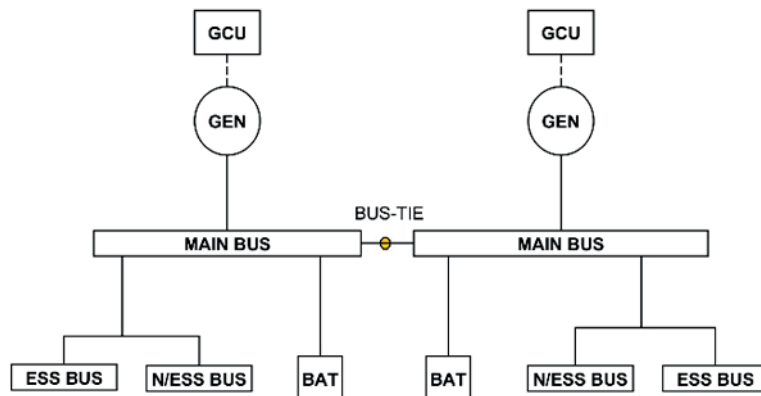 GCU
GCU
GEN
GEN
BUS-TIE
MAIN BUS
MAIN BUS
ESS BUS
N/ESS BUS
BAT
BAT
N/ESS BUS
ESS BUS